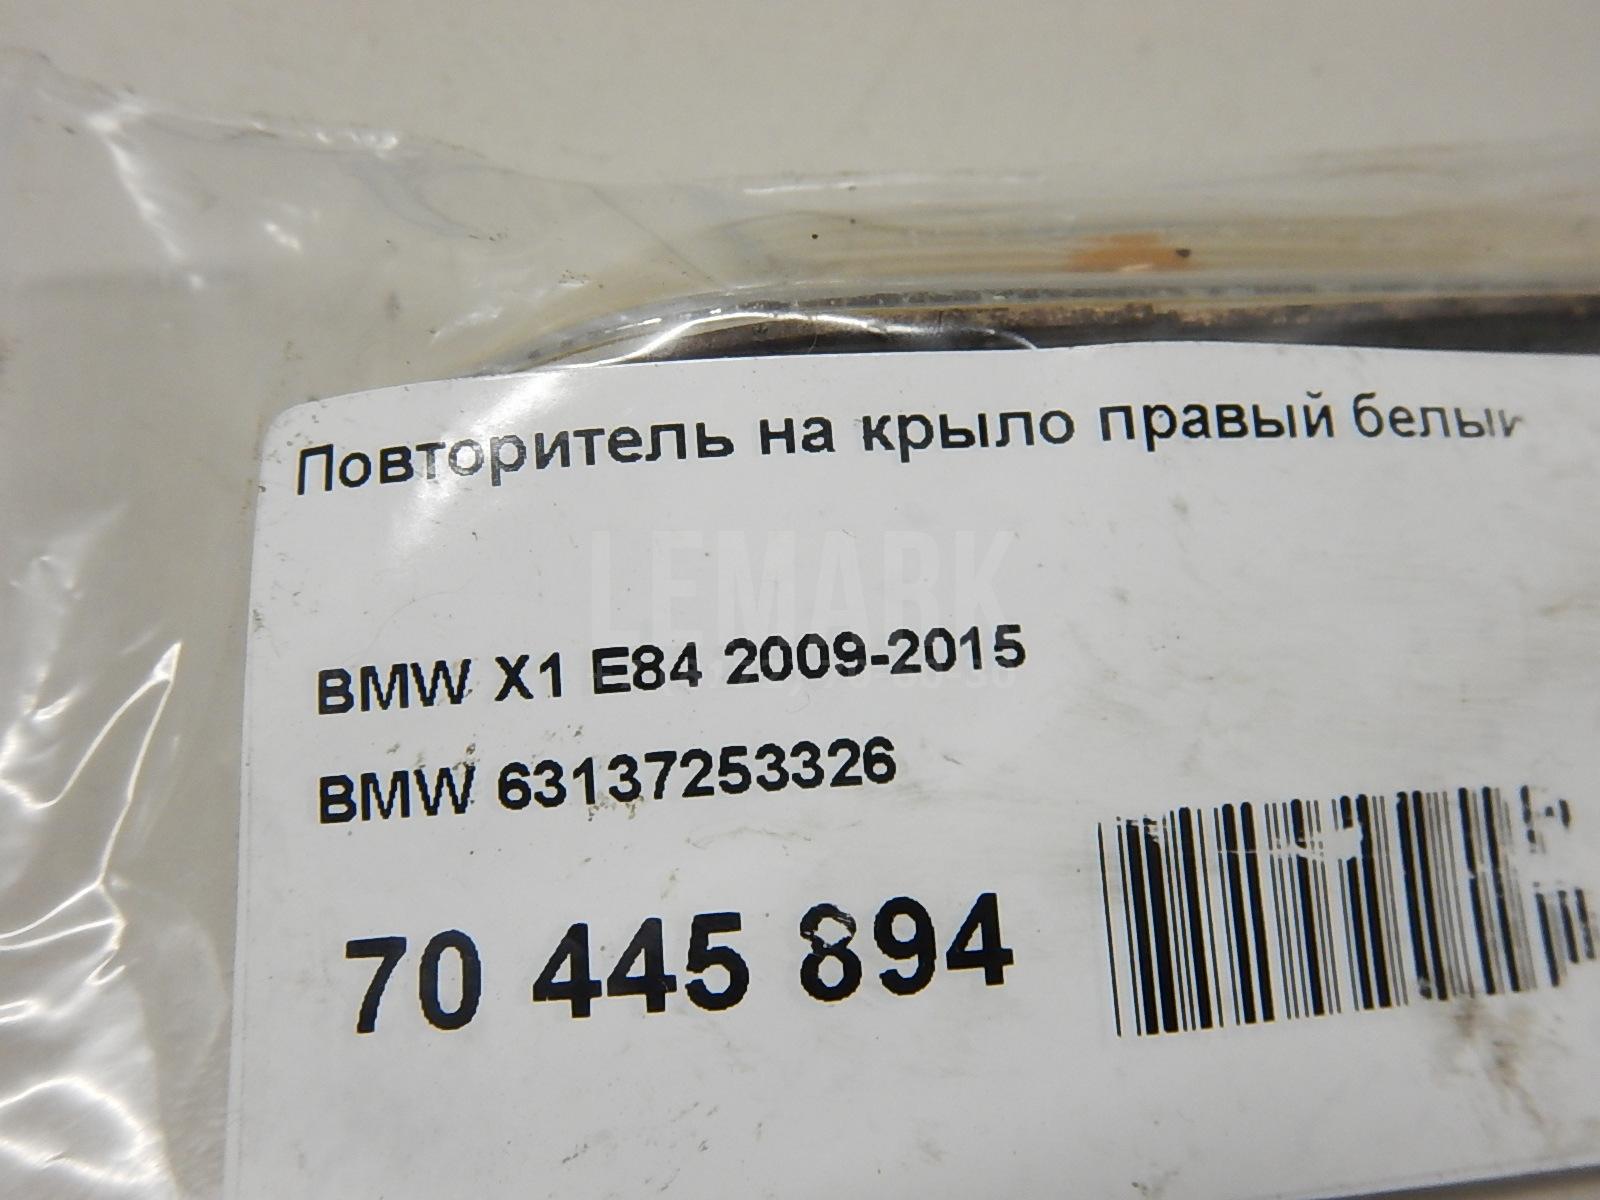 Повторитель на крыло правый белый
LEMARK
BMW X1 E84 2009-2015
BMW 63137253326
70 445 894